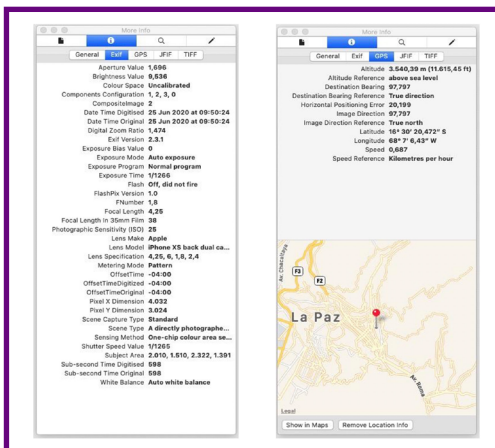 More Info
General Exif GPS JFIF TIFF
Aperture Value 1,696
Brightness Value 9,536
Colour Space Uncalibrated
Components Configuration 1, 2, 3, 0
CompositeImage 2
Date Time Digitised 25 Jun 2020 at 09:50:24
Date Time Original 25 Jun 2020 at 09:50:24
Digital Zoom Ratio 1,474
Exif Version 2.3.1
Exposure Bias Value 0
Exposure Mode Auto exposure
Exposure Program Normal program
Exposure Time 1/1266
Flash Off, did not fire
FlashPix Version 1.0
FNumber 1,8
Focal Length 4,25
Focal Length In 35mm Film 38
Photographic Sensitivity (ISO) 25
Lens Make Apple
Lens Model iPhone XS back dual ca...
Lens Specification 4,25, 6, 1,8, 2,4
Metering Mode Pattern
OffsetTime -04:00
OffsetTimeDigitized -04:00
OffsetTimeOriginal -04:00
Pixel X Dimension 4.032
Pixel Y Dimension 3.024
Scene Capture Type Standard
Scene Type A directly photographe...
Sensing Method One-chip colour area se...
Shutter Speed Value 1/1265
Subject Area 2.010, 1.510, 2.322, 1.391
Sub-second Time Digitised 598
Sub-second Time Original 598
White Balance Auto white balance
More Info
General Exif GPS JFIF TIFF
Altitude 3.540,39 m (11.615,45 ft)
Altitude Reference above sea level
Destination Bearing 97,797
Destination Bearing Reference True direction
Horizontal Positioning Error 20,199
Image Direction 97,797
Image Direction Reference True north
Latitude 16° 30' 20,472" S
Longitude 68° 7' 6,43" W
Speed 0,687
Speed Reference Kilometres per hour
Av. Chacaltaya
F2
F2
La Paz
Av. Roma
Legal
Show in Maps Remove Location Info